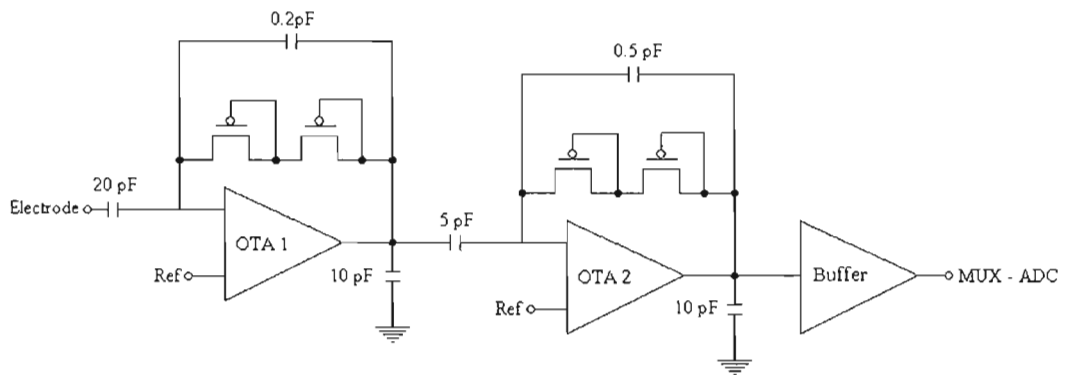 0.2pF
0.5 pF
20 pF
Electrode
OTA 1
5 pF
Ref
10 pF
OTA 2
Buffer
MUX - ADC
Ref
10 pF